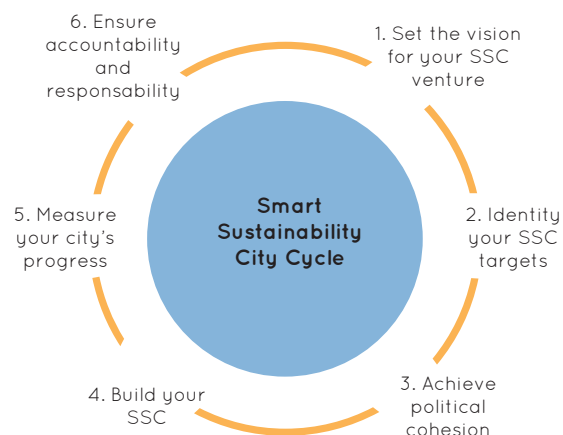 Smart
Sustainability
City Cycle
1. Set the vision
for your SSC
venture
2. Identity
your SSC
targets
3. Achieve
political
cohesion
4. Build your
SSC
5. Measure
your city's
progress
6. Ensure
accountability
and
responsability